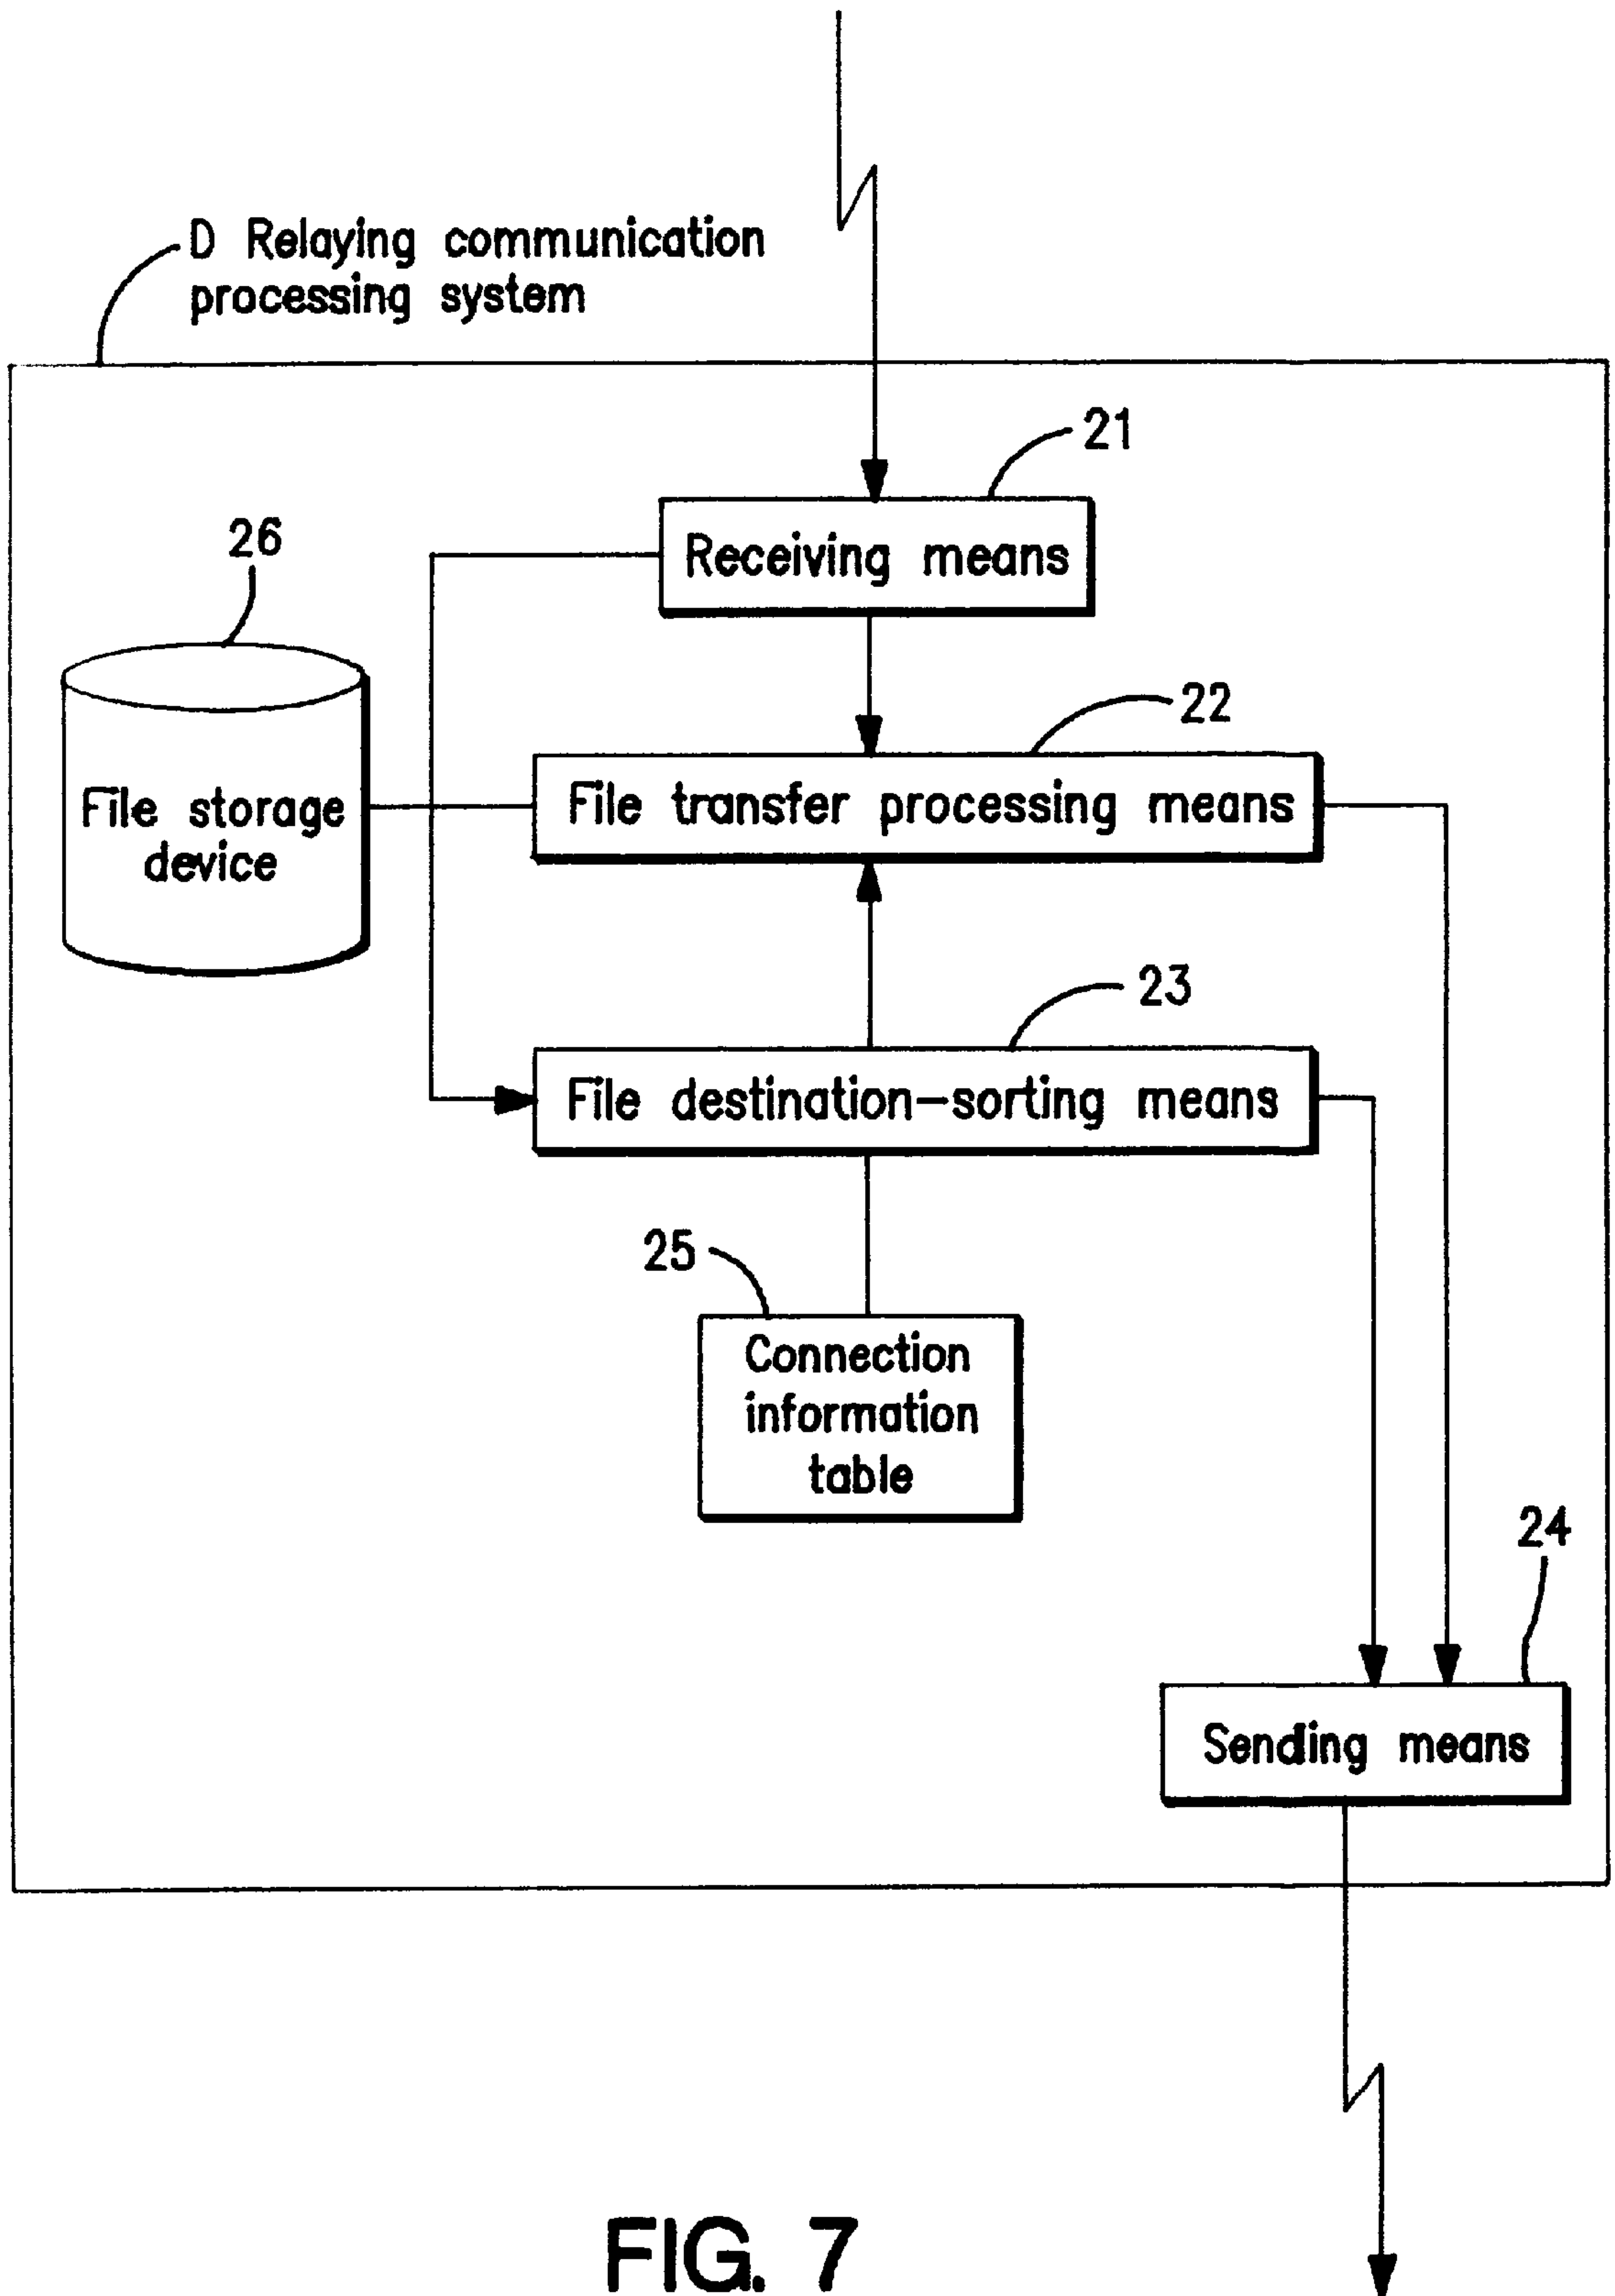 D Relaying communication
processing system
21
Receiving means
26
22
File transfer processing means
File storage
device
23
File destination-sorting means
25
Connection
information
table
24
Sending means
FIG. 7